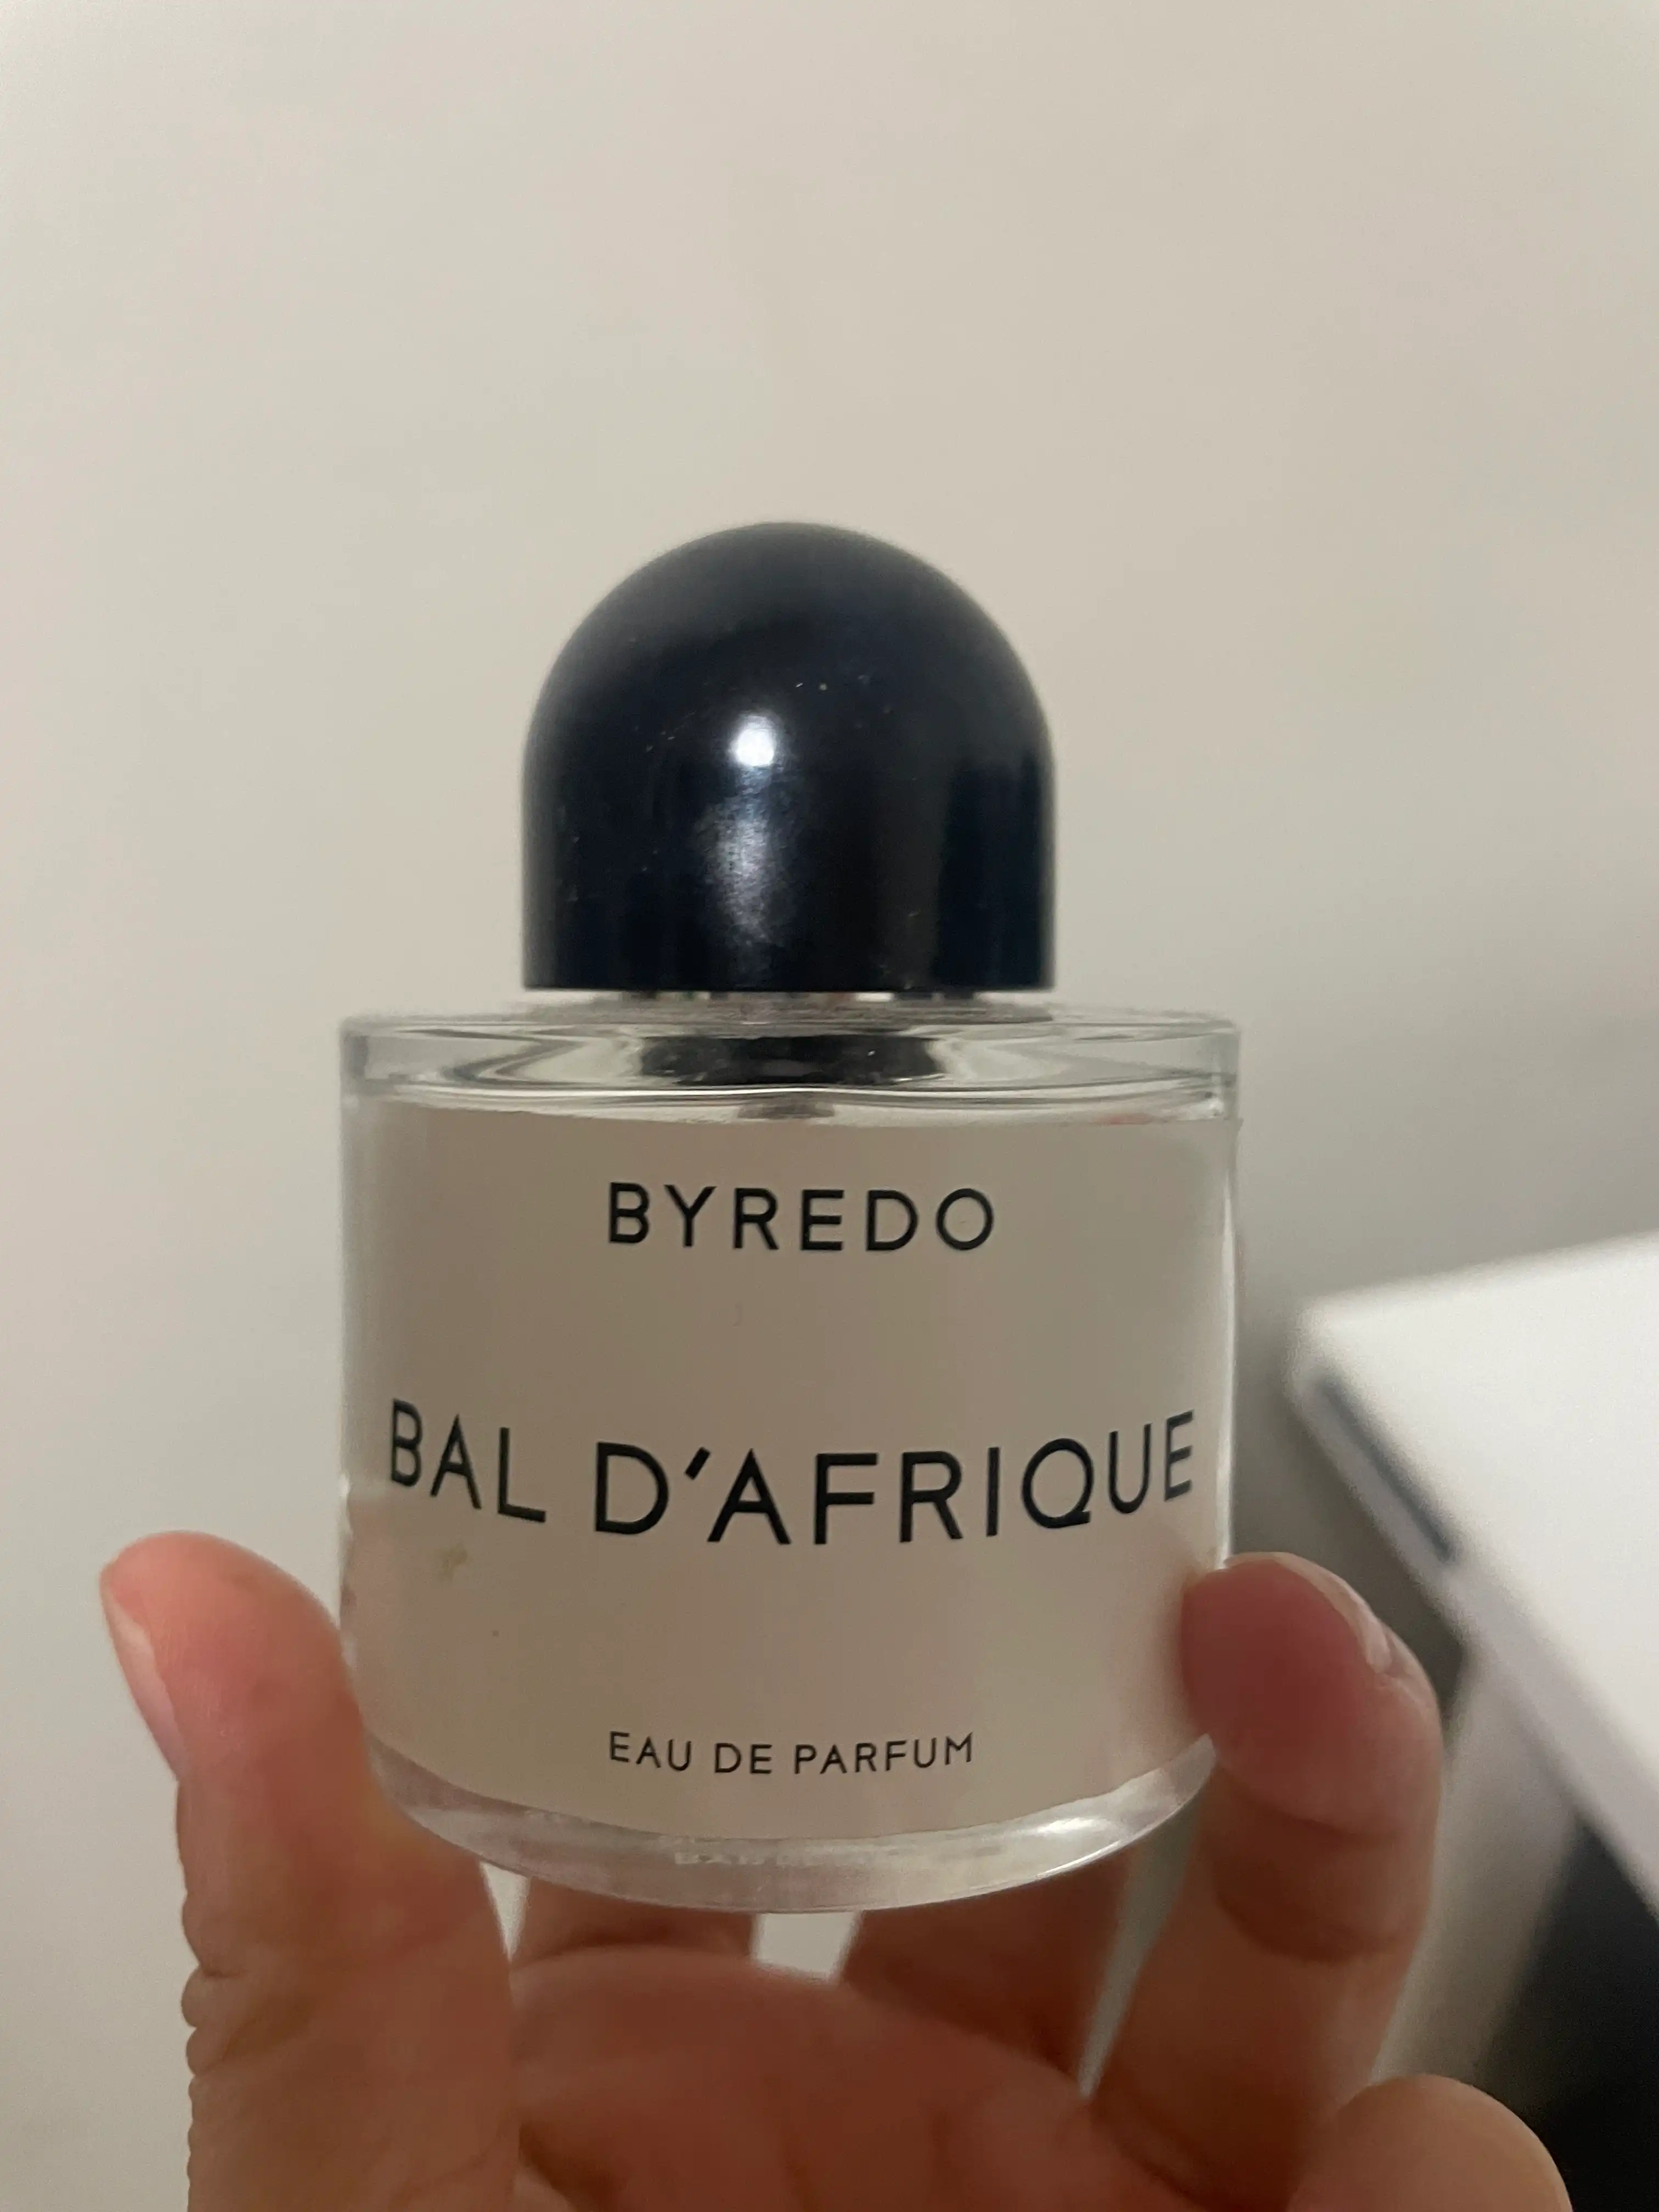 BYREDO
BAL D'AFRIQUE
EAU DE PARFUM